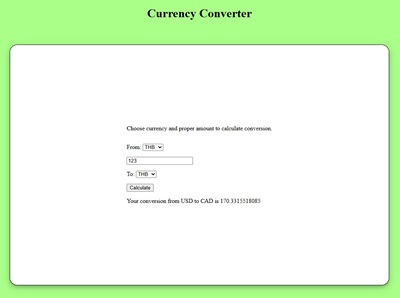 Currency Converter
Choose currency and proper amount to calculate conversion.
From: THB
123
To: THB
Calculate
Your conversion from USD to CAD is 170.3315518085